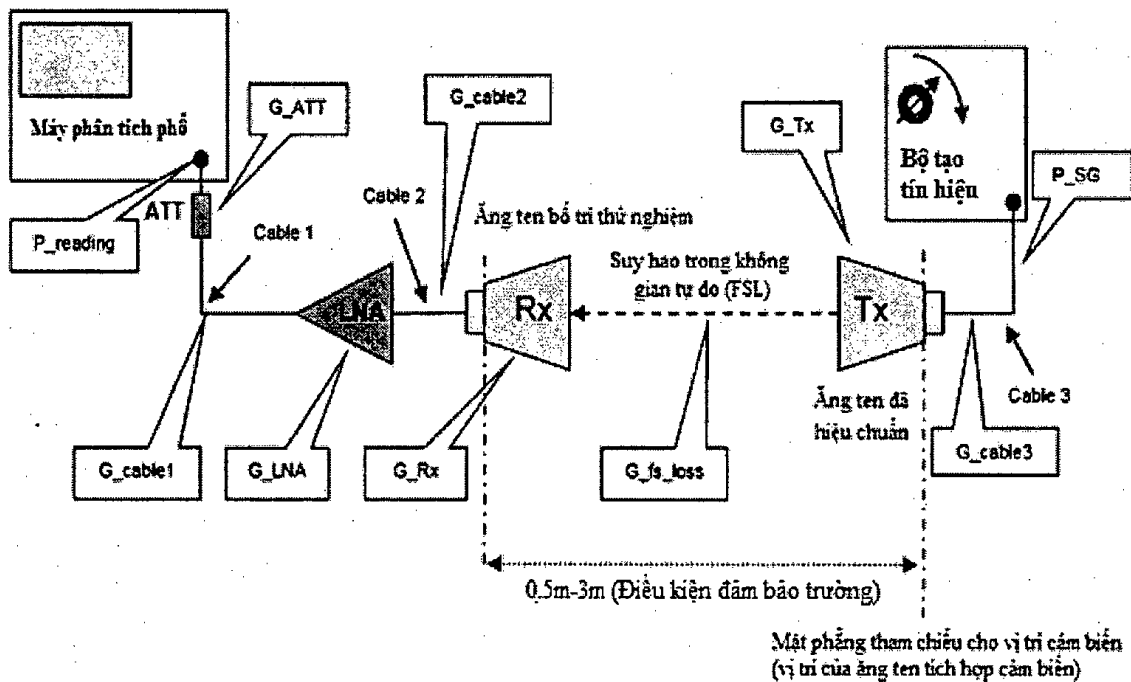 Máy phân tích phổ
G_ATT
G_cable2
G_Tx
Bộ tạo
tín hiệu
P_SG
ATT
P_reading
Cable 1
Cable 2
Ăng ten bố trí thử nghiệm
Suy hao trong không
gian tự do (FSL)
LNA
Rx
Tx
Ăng ten đã
hiệu chuẩn
Cable 3
G_cable1
G_LNA
G_Rx
G_fs_loss
G_cable3
0,5m-3m (Điều kiện đảm bảo trường)
Mặt phẳng tham chiếu cho vị trí cảm biến
(vị trí của ăng ten tích hợp cảm biến)